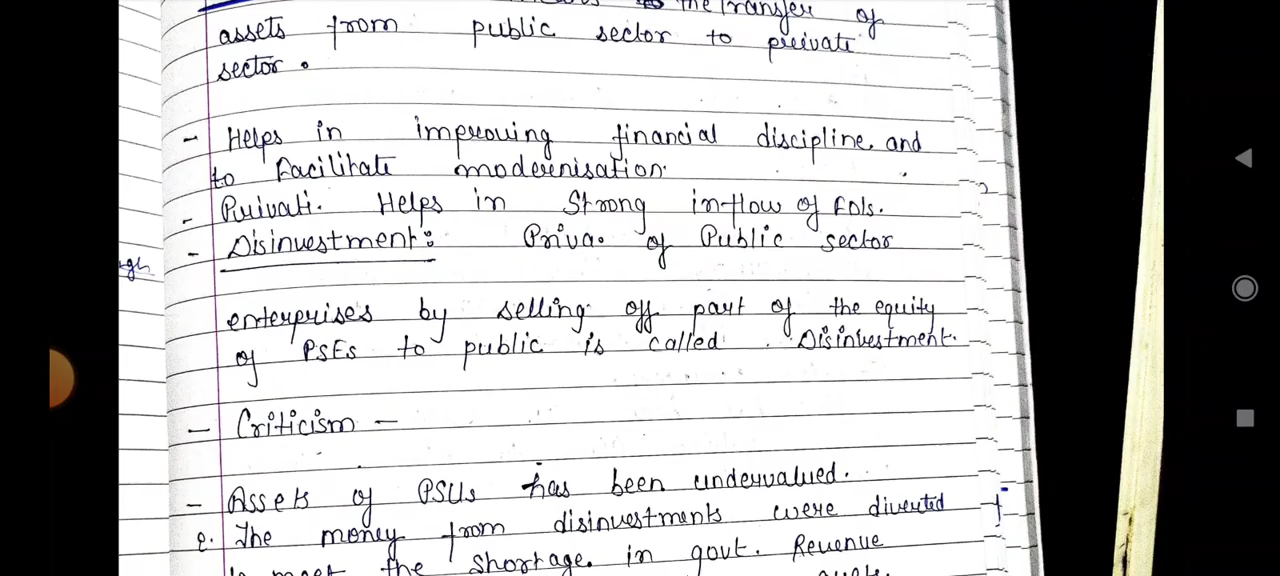 to the Transfer of
assets from public sector to private
sector.
- Helps in improving financial discipline and
to Facilitate modernisation.
- Privati. Helps in Strong inflow of FDIs.
- Disinvestment: Priva. of Public sector
enterprises by selling off part of the equity
of PSEs to public is called Disinvestment.
- Criticism -
- Assets of PSUs has been undervalued.
2. The money from disinvestments were diverted
meet the shortage in govt. Revenue